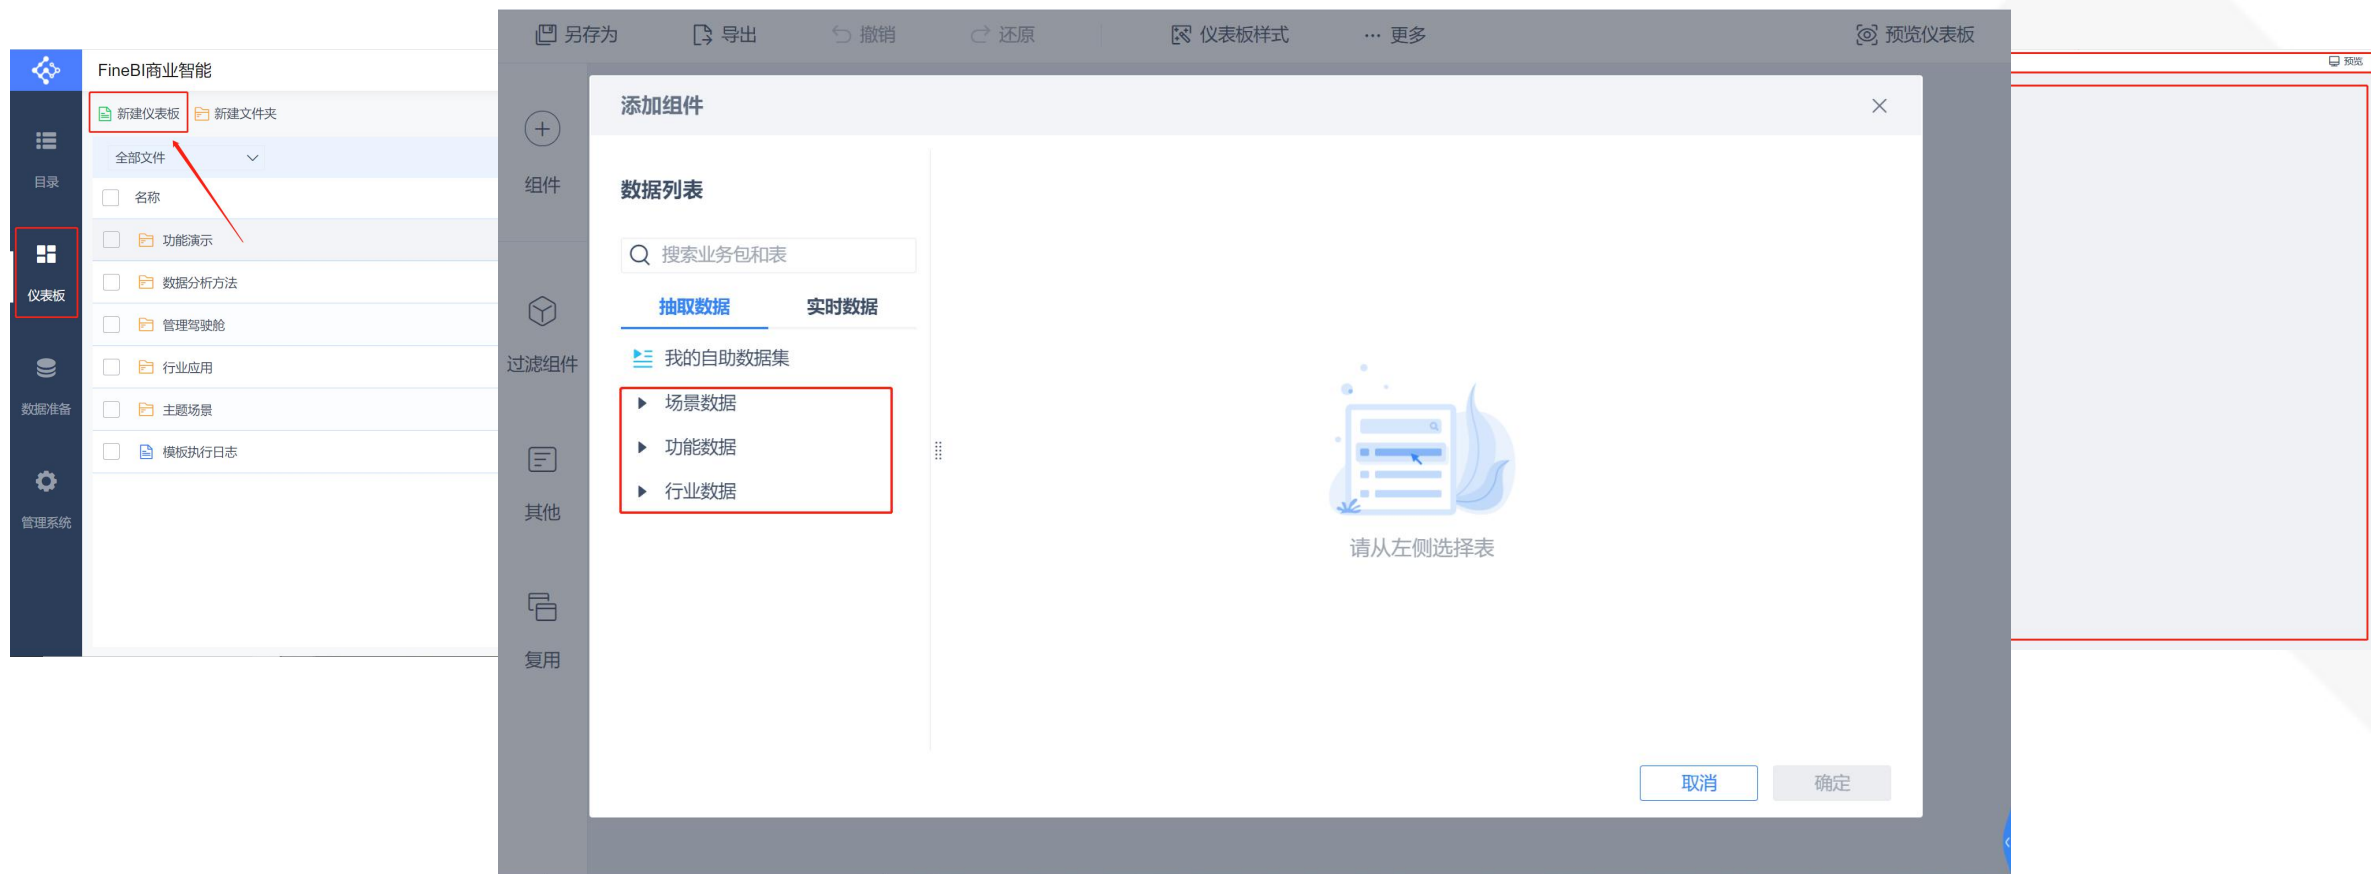 FineBI商业智能
新建仪表板 新建文件夹
全部文件
名称
功能演示
数据分析方法
管理驾驶舱
行业应用
主题场景
模板执行日志
目录
仪表板
数据准备
管理系统
另存为 导出 撤销 还原 仪表板样式 ··· 更多 预览仪表板
组件
过滤组件
其他
复用
添加组件
数据列表
搜索业务包和表
抽取数据 实时数据
我的自助数据集
场景数据
功能数据
行业数据
请从左侧选择表
取消 确定
预览